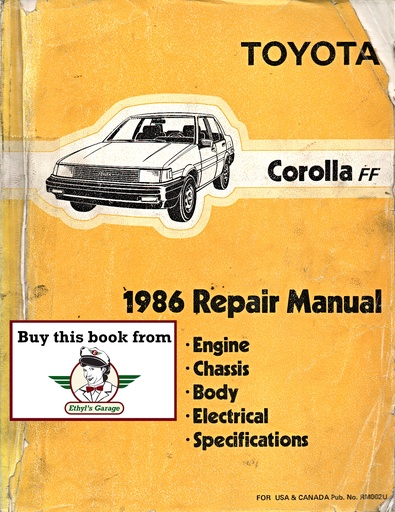 TOYOTA
Corolla FF
1986 Repair Manual
Buy this book from
Ethyl's Garage
· Engine
· Chassis
· Body
· Electrical
· Specifications
FOR USA & CANADA Pub. No. RM002U